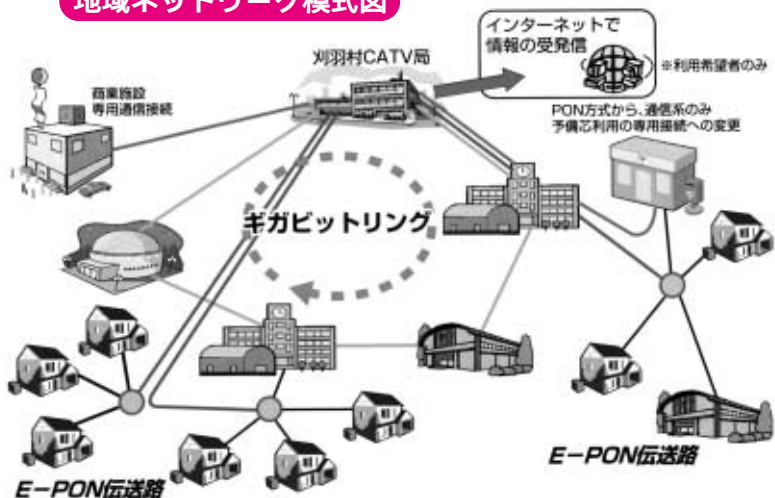 地域ネットワーク模式図
インターネットで
情報の受発信
※利用希望者のみ
刈羽村CATV局
商業施設
専用通信接続
PON方式から、通信系のみ
予備芯利用の専用接続への変更
ギガビットリング
E-PON伝送路
E-PON伝送路